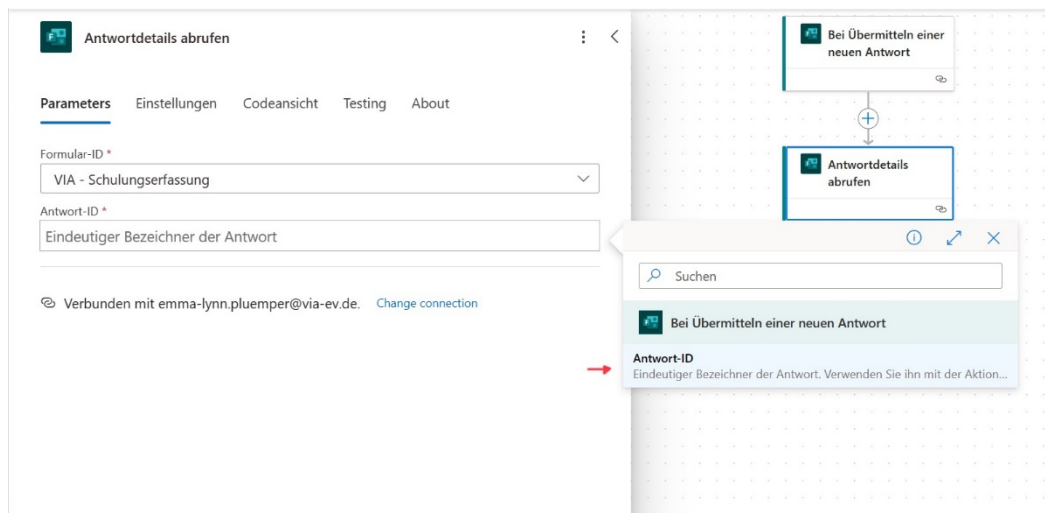 Antwortdetails abrufen
Parameters
Einstellungen
Codeansicht
Testing
About
Formular-ID *
VIA - Schulungserfassung
Antwort-ID *
Eindeutiger Bezeichner der Antwort
Verbunden mit emma-lynn.pluemper@via-ev.de.
Change connection
Bei Übermitteln einer
neuen Antwort
Antwortdetails
abrufen
Suchen
Bei Übermitteln einer neuen Antwort
Antwort-ID
Eindeutiger Bezeichner der Antwort. Verwenden Sie ihn mit der Aktion...